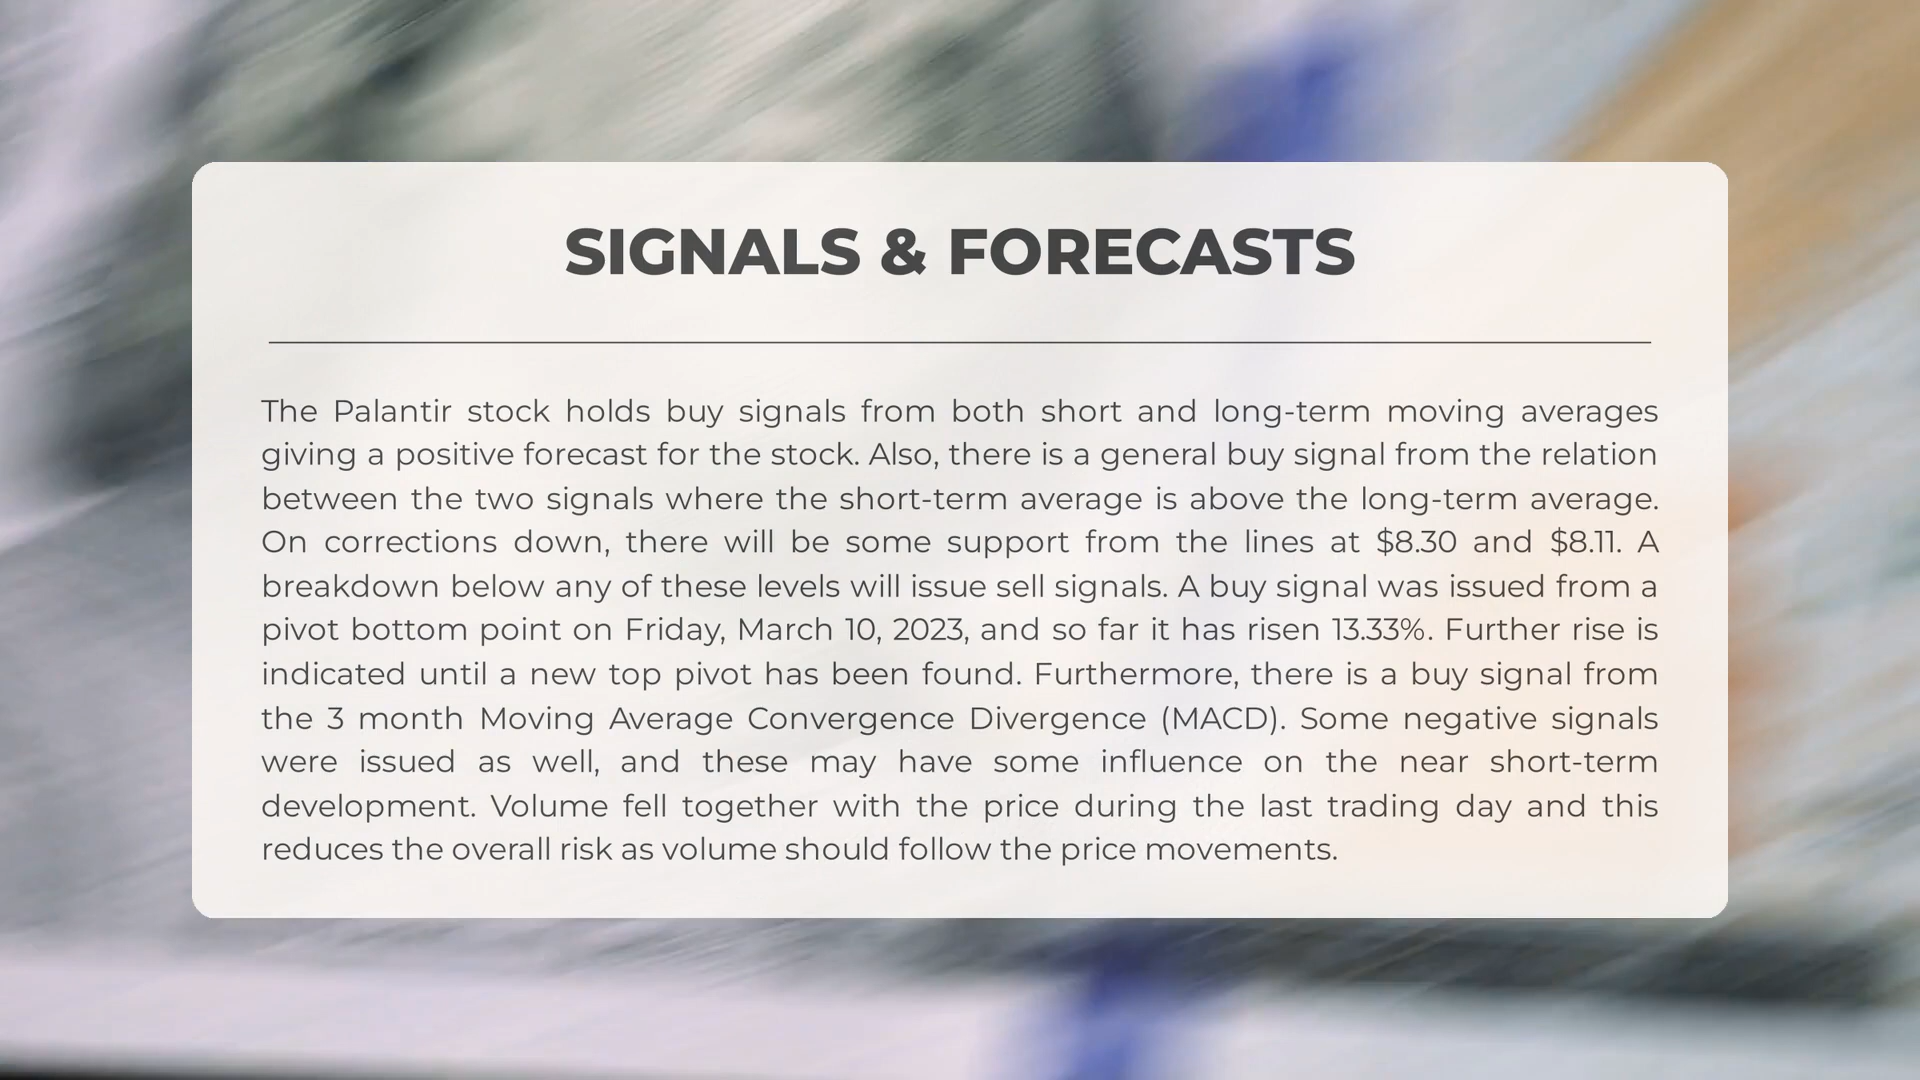 SIGNALS & FORECASTS
The Palantir stock holds buy signals from both short and long-term moving averages
giving a positive forecast for the stock. Also, there is a general buy signal from the relation
between the two signals where the short-term average is above the long-term average.
On corrections down, there will be some support from the lines at $8.30 and $8.11. A
breakdown below any of these levels will issue sell signals. A buy signal was issued from a
pivot bottom point on Friday, March 10, 2023, and so far it has risen 13.33%. Further rise is
indicated until a new top pivot has been found. Furthermore, there is a buy signal from
the 3 month Moving Average Convergence Divergence (MACD). Some negative signals
were issued as well, and these may have some influence on the near short-term
development. Volume fell together with the price during the last trading day and this
reduces the overall risk as volume should follow the price movements.